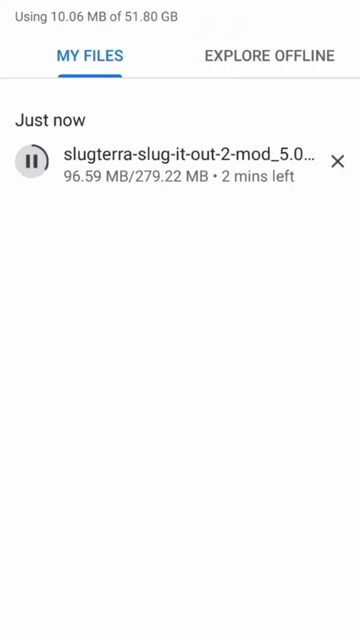 Using 10.06 MB of 51.80 GB
MY FILES
EXPLORE OFFLINE
Just now
slugterra-slug-it-out-2-mod_5.0...
96.59 MB/279.22 MB • 2 mins left